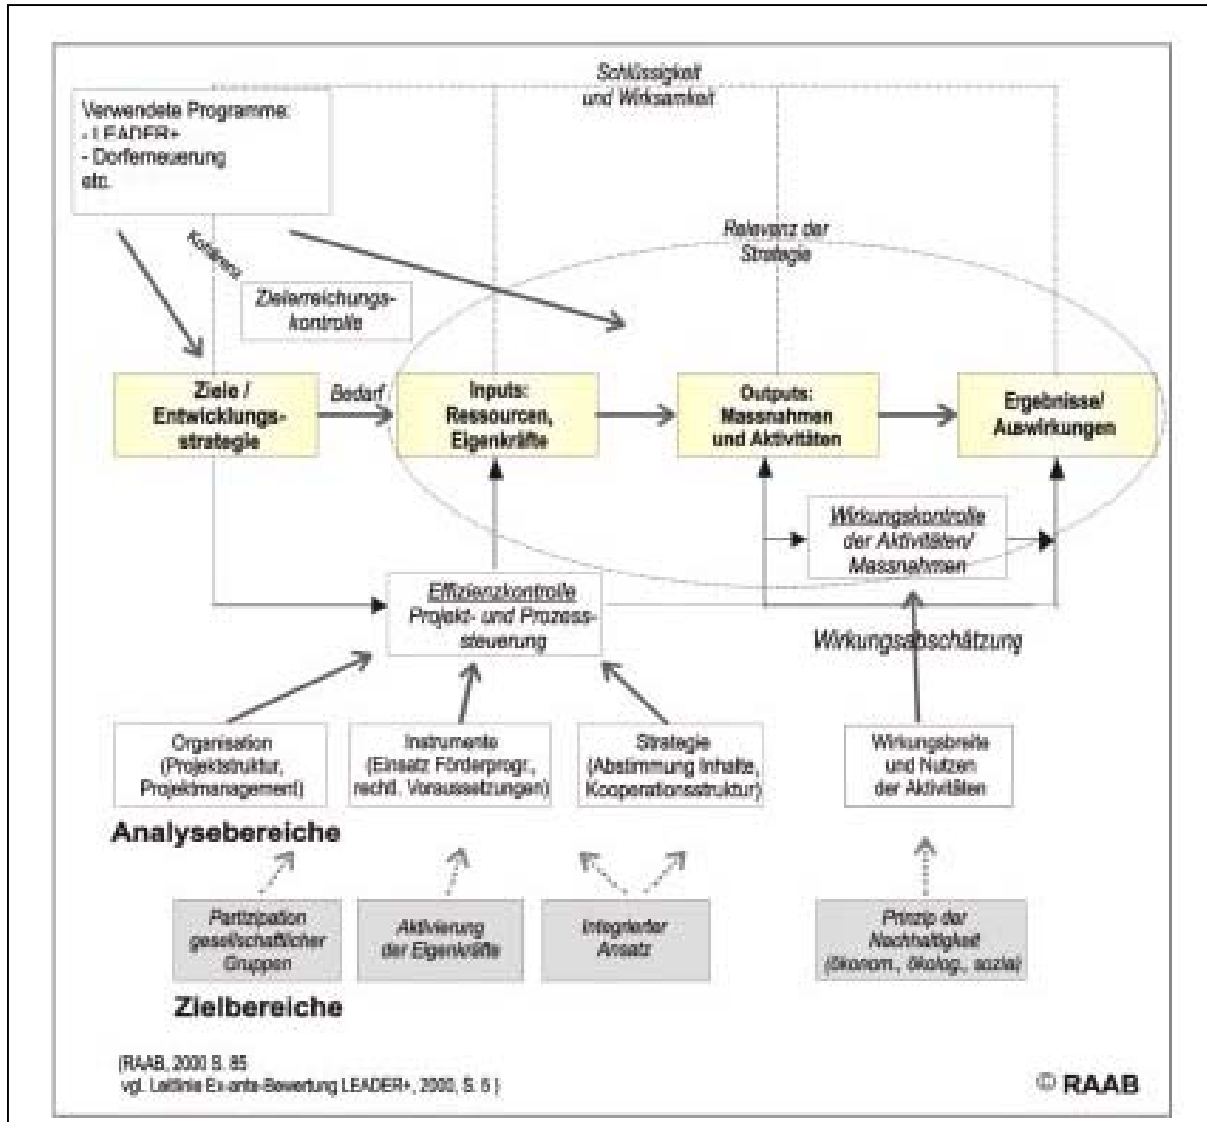 Schlüssigkeit
und Wirksamkeit
Verwendete Programme:
- LEADER+
- Dorferneuerung
etc.
Kohärenz
Relevanz der
Strategie
Zielerreichungs-
kontrolle
Ziele /
Entwicklungs-
strategie
Bedarf
Inputs:
Ressourcen,
Eigenkräfte
Outputs:
Massnahmen
und Aktivitäten
Ergebnisse/
Auswirkungen
Wirkungskontrolle
der Aktivitäten/
Massnahmen
Effizienzkontrolle
Projekt- und Prozess-
steuerung
Wirkungsabschätzung
Organisation
(Projektstruktur,
Projektmanagement)
Instrumente
(Einsatz Förderprogr.,
rechtl. Voraussetzungen)
Strategie
(Abstimmung Inhalte,
Kooperationsstruktur)
Wirkungsbreite
und Nutzen
der Aktivitäten
Analysebereiche
Partizipation
gesellschaftlicher
Gruppen
Aktivierung
der Eigenkräfte
Integrierter
Ansatz
Prinzip der
Nachhaltigkeit
(ökonom., ökolog., sozial)
Zielbereiche
(RAAB, 2000 S. 85
vgl. Leitlinie Ex-ante-Bewertung LEADER+, 2000, S. 5 )
© RAAB